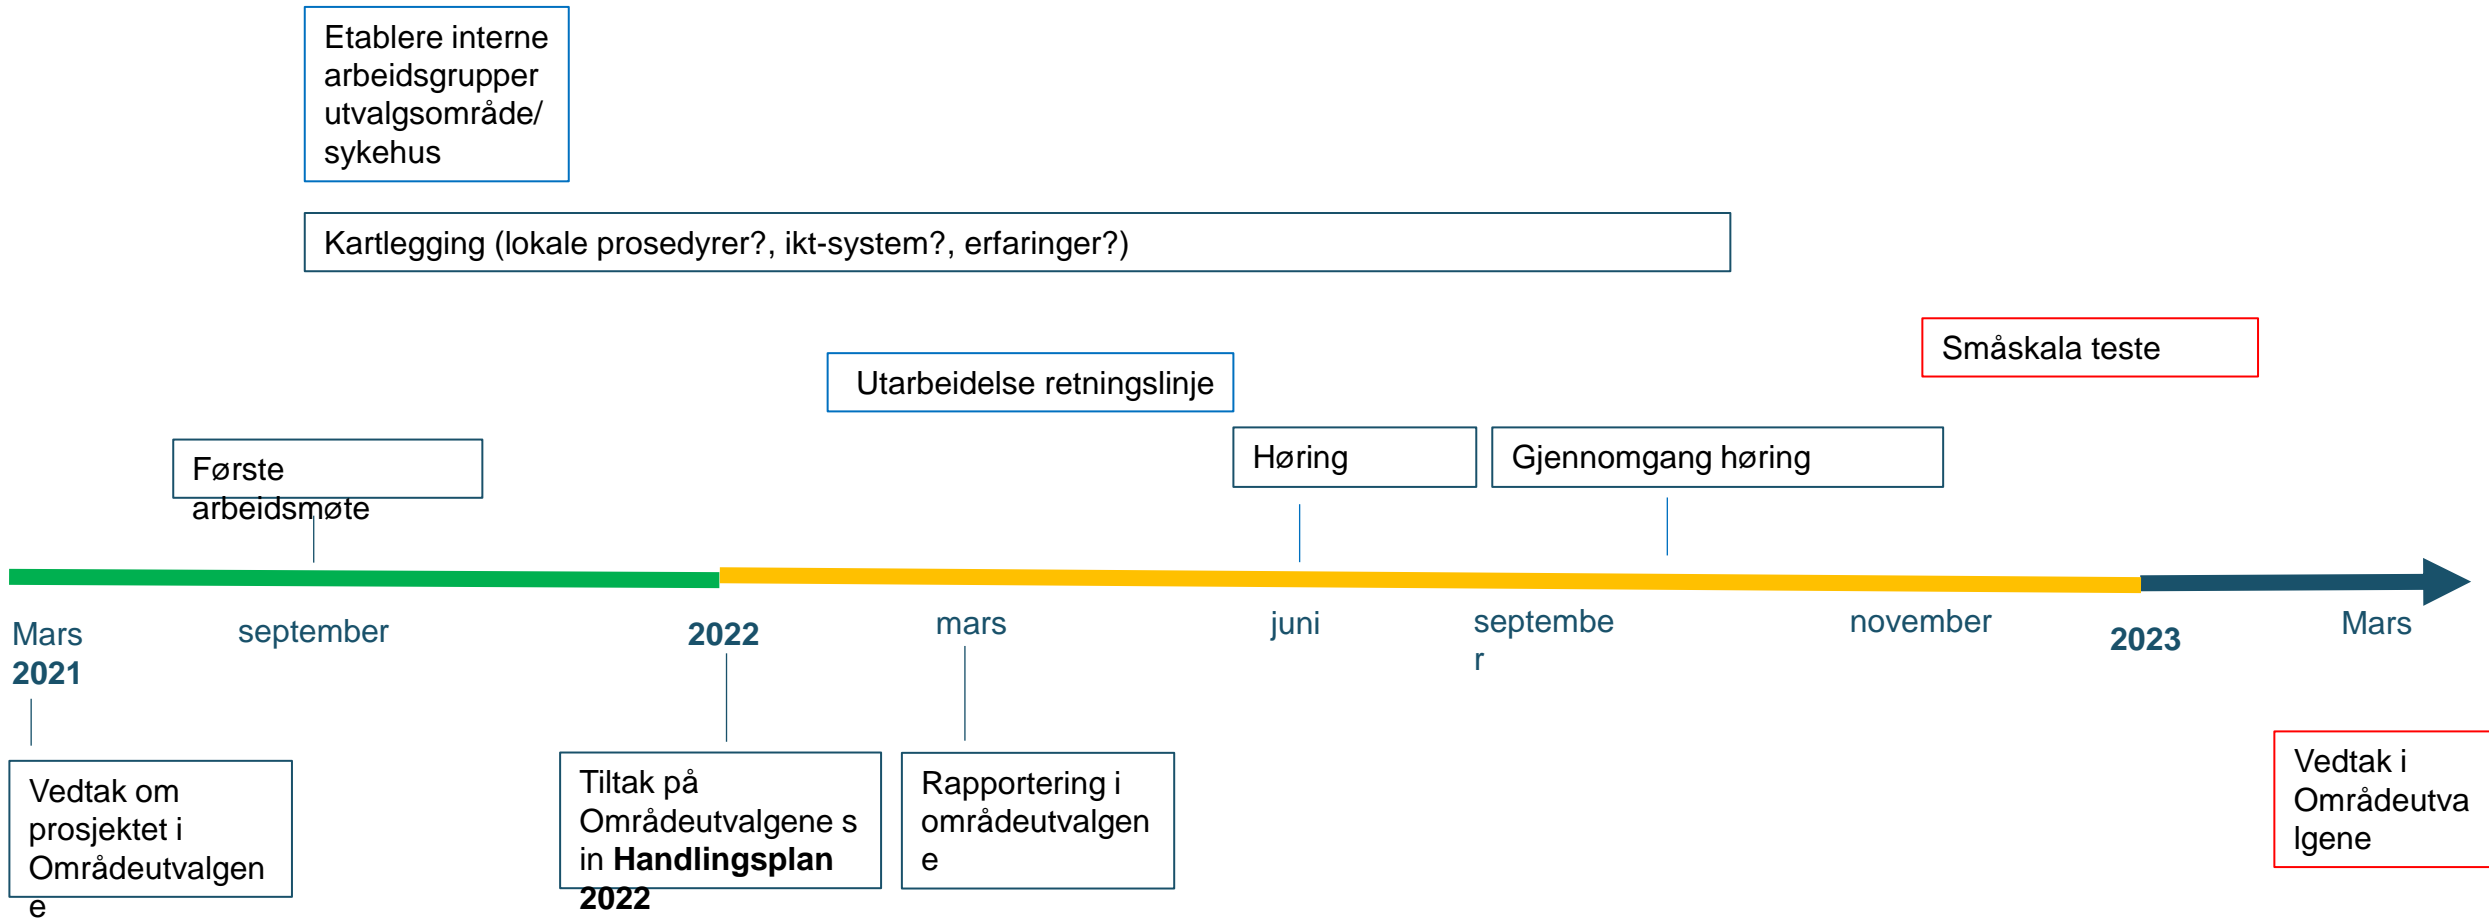 Etablere interne
arbeidsgrupper
utvalgsområde/
sykehus
Kartlegging (lokale prosedyrer?, ikt-system?, erfaringer?)
Småskala teste
Utarbeidelse retningslinje
Første
arbeidsmøte
Høring
Gjennomgang høring
Mars
2021
september
2022
mars
juni
septembe
r
november
2023
Mars
Vedtak om
prosjektet i
Områdeutvalgen
e
Tiltak på
Områdeutvalgene s
in Handlingsplan
2022
Rapportering i
områdeutvalgen
e
Vedtak i
Områdeutva
lgene